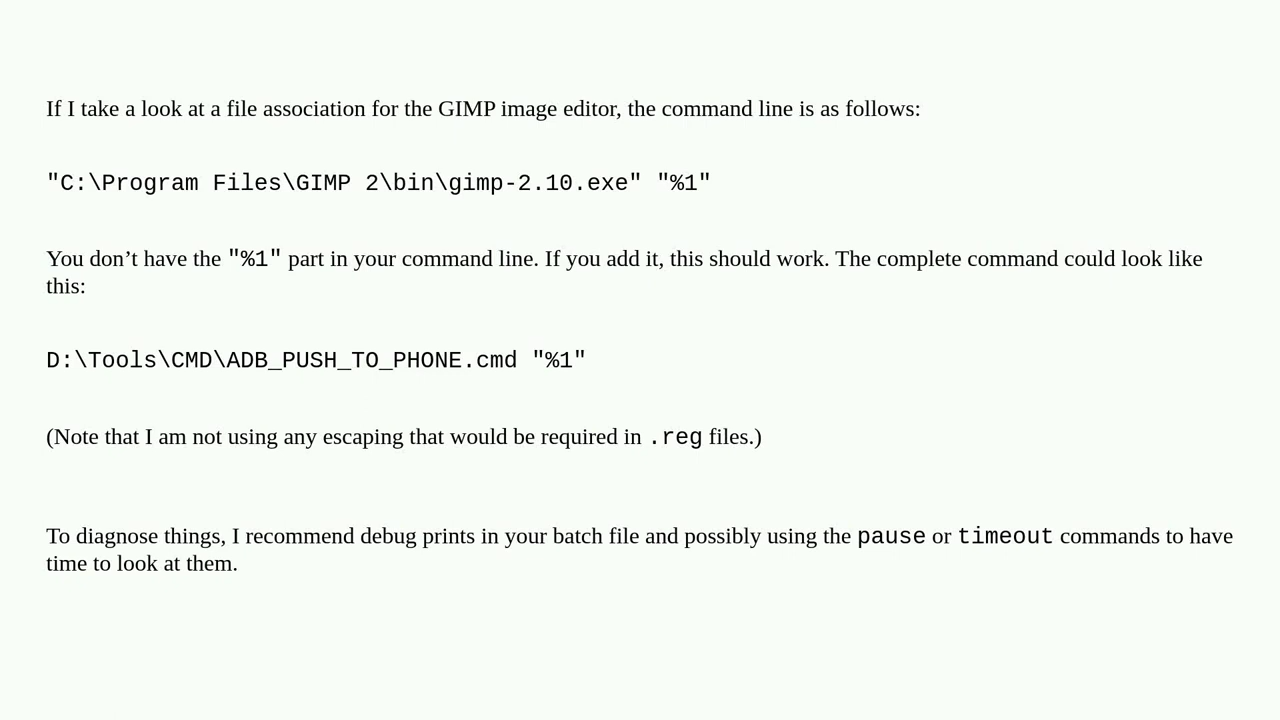 If I take a look at a file association for the GIMP image editor, the command line is as follows:
"C:\Program Files\GIMP 2\bin\gimp-2.10.exe" "%1"
You don’t have the "%1" part in your command line. If you add it, this should work. The complete command could look like
this:
D:\Tools\CMD\ADB_PUSH_TO_PHONE.cmd "%1"
(Note that I am not using any escaping that would be required in .reg files.)
To diagnose things, I recommend debug prints in your batch file and possibly using the pause or timeout commands to have
time to look at them.